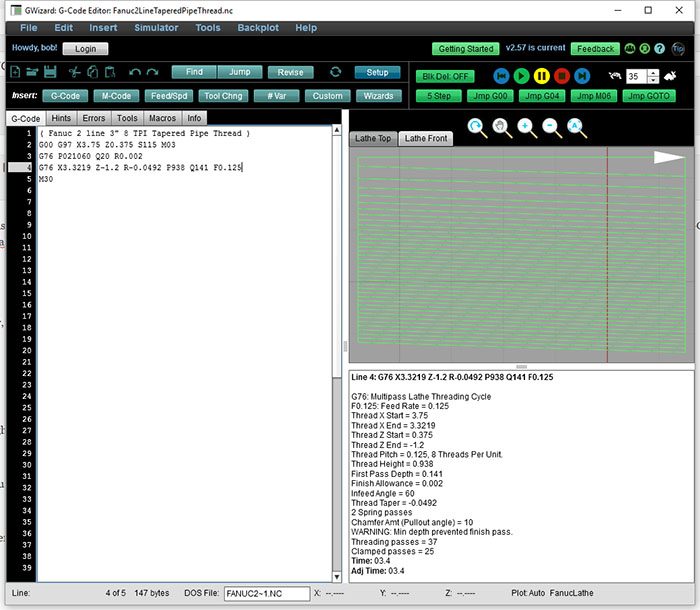 GWizard: G-Code Editor: Fanuc2LineTaperedPipeThread.nc
File Edit Insert Simulator Tools Backplot Help
Howdy, bob! Login Getting Started v2.57 is current Feedback Tip
Find Jump Revise Setup Blk Del: OFF 35
Insert: G-Code M-Code Feed/Spd Tool Chng # Var Custom Wizards 5 Step Jmp G00 Jmp G04 Jmp M06 Jmp GOTO
G-Code Hints Errors Tools Macros Info
Lathe Top Lathe Front
1 ( Fanuc 2 line 3" 8 TPI Tapered Pipe Thread )
2 G00 G97 X3.75 Z0.375 S115 M03
3 G76 P021060 Q20 R0.002
4 G76 X3.3219 Z-1.2 R-0.0492 P938 Q141 F0.125
5 M30
6
7
8
9
10
11
12
13
14
15
16
17
18
19
20
21
22
23
24
25
26
27
28
29
30
31
32
33
34
35
36
37
38
39
Line 4: G76 X3.3219 Z-1.2 R-0.0492 P938 Q141 F0.125
G76: Multipass Lathe Threading Cycle
F0.125: Feed Rate = 0.125
Thread X Start = 3.75
Thread X End = 3.3219
Thread Z Start = 0.375
Thread Z End = -1.2
Thread Pitch = 0.125, 8 Threads Per Unit.
Thread Height = 0.938
First Pass Depth = 0.141
Finish Allowance = 0.002
Infeed Angle = 60
Thread Taper = -0.0492
2 Spring passes
Chamfer Amt (Pullout angle) = 10
WARNING: Min depth prevented finish pass.
Threading passes = 37
Clamped passes = 25
Time: 03.4
Adj Time: 03.4
Line: 4 of 5 147 bytes DOS File: FANUC2~1.NC X: --.---- Y: --.---- Z: --.---- Plot: Auto FanucLathe